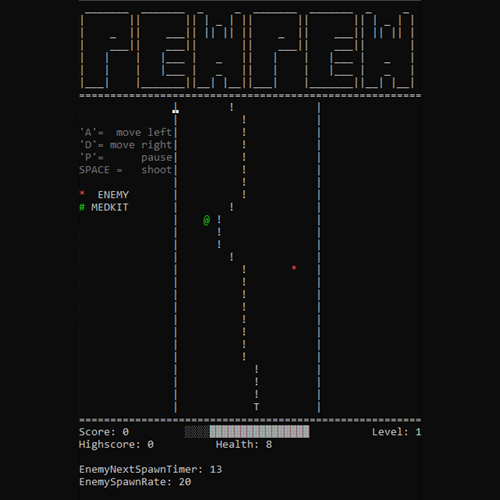 PEWPEW
'A'= move left
'D'= move right
'P'= pause
SPACE = shoot
* ENEMY
# MEDKIT
Score: 0 Level: 1
Highscore: 0 Health: 8
EnemyNextSpawnTimer: 13
EnemySpawnRate: 20